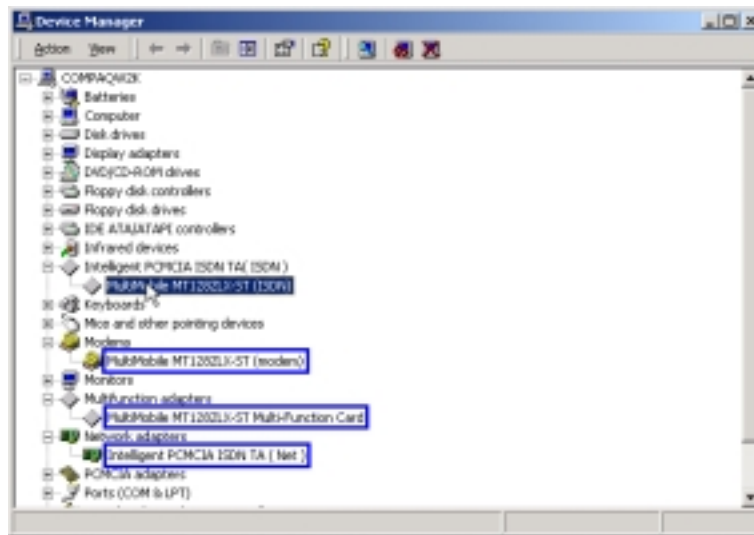 Device Manager
Action View
COMPAQW2K
Batteries
Computer
Disk drives
Display adapters
DVD/CD-ROM drives
Floppy disk controllers
Floppy disk drives
IDE ATA/ATAPI controllers
Infrared devices
Intelligent PCMCIA ISDN TA( ISDN )
MultiMobile MT128ZLX-ST (ISDN)
Keyboards
Mice and other pointing devices
Modems
MultiMobile MT128ZLX-ST (modem)
Monitors
Multifunction adapters
MultiMobile MT128ZLX-ST Multi-Function Card
Network adapters
Intelligent PCMCIA ISDN TA ( Net )
PCMCIA adapters
Ports (COM & LPT)